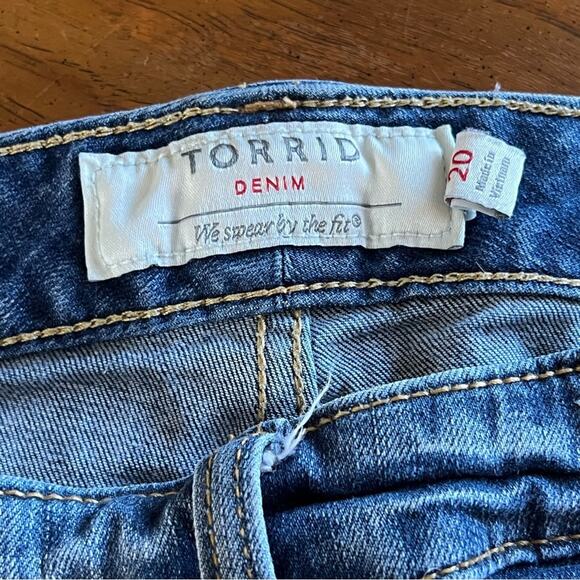 TORRID
DENIM
We swear by the fit®
20
Made in
Vietnam